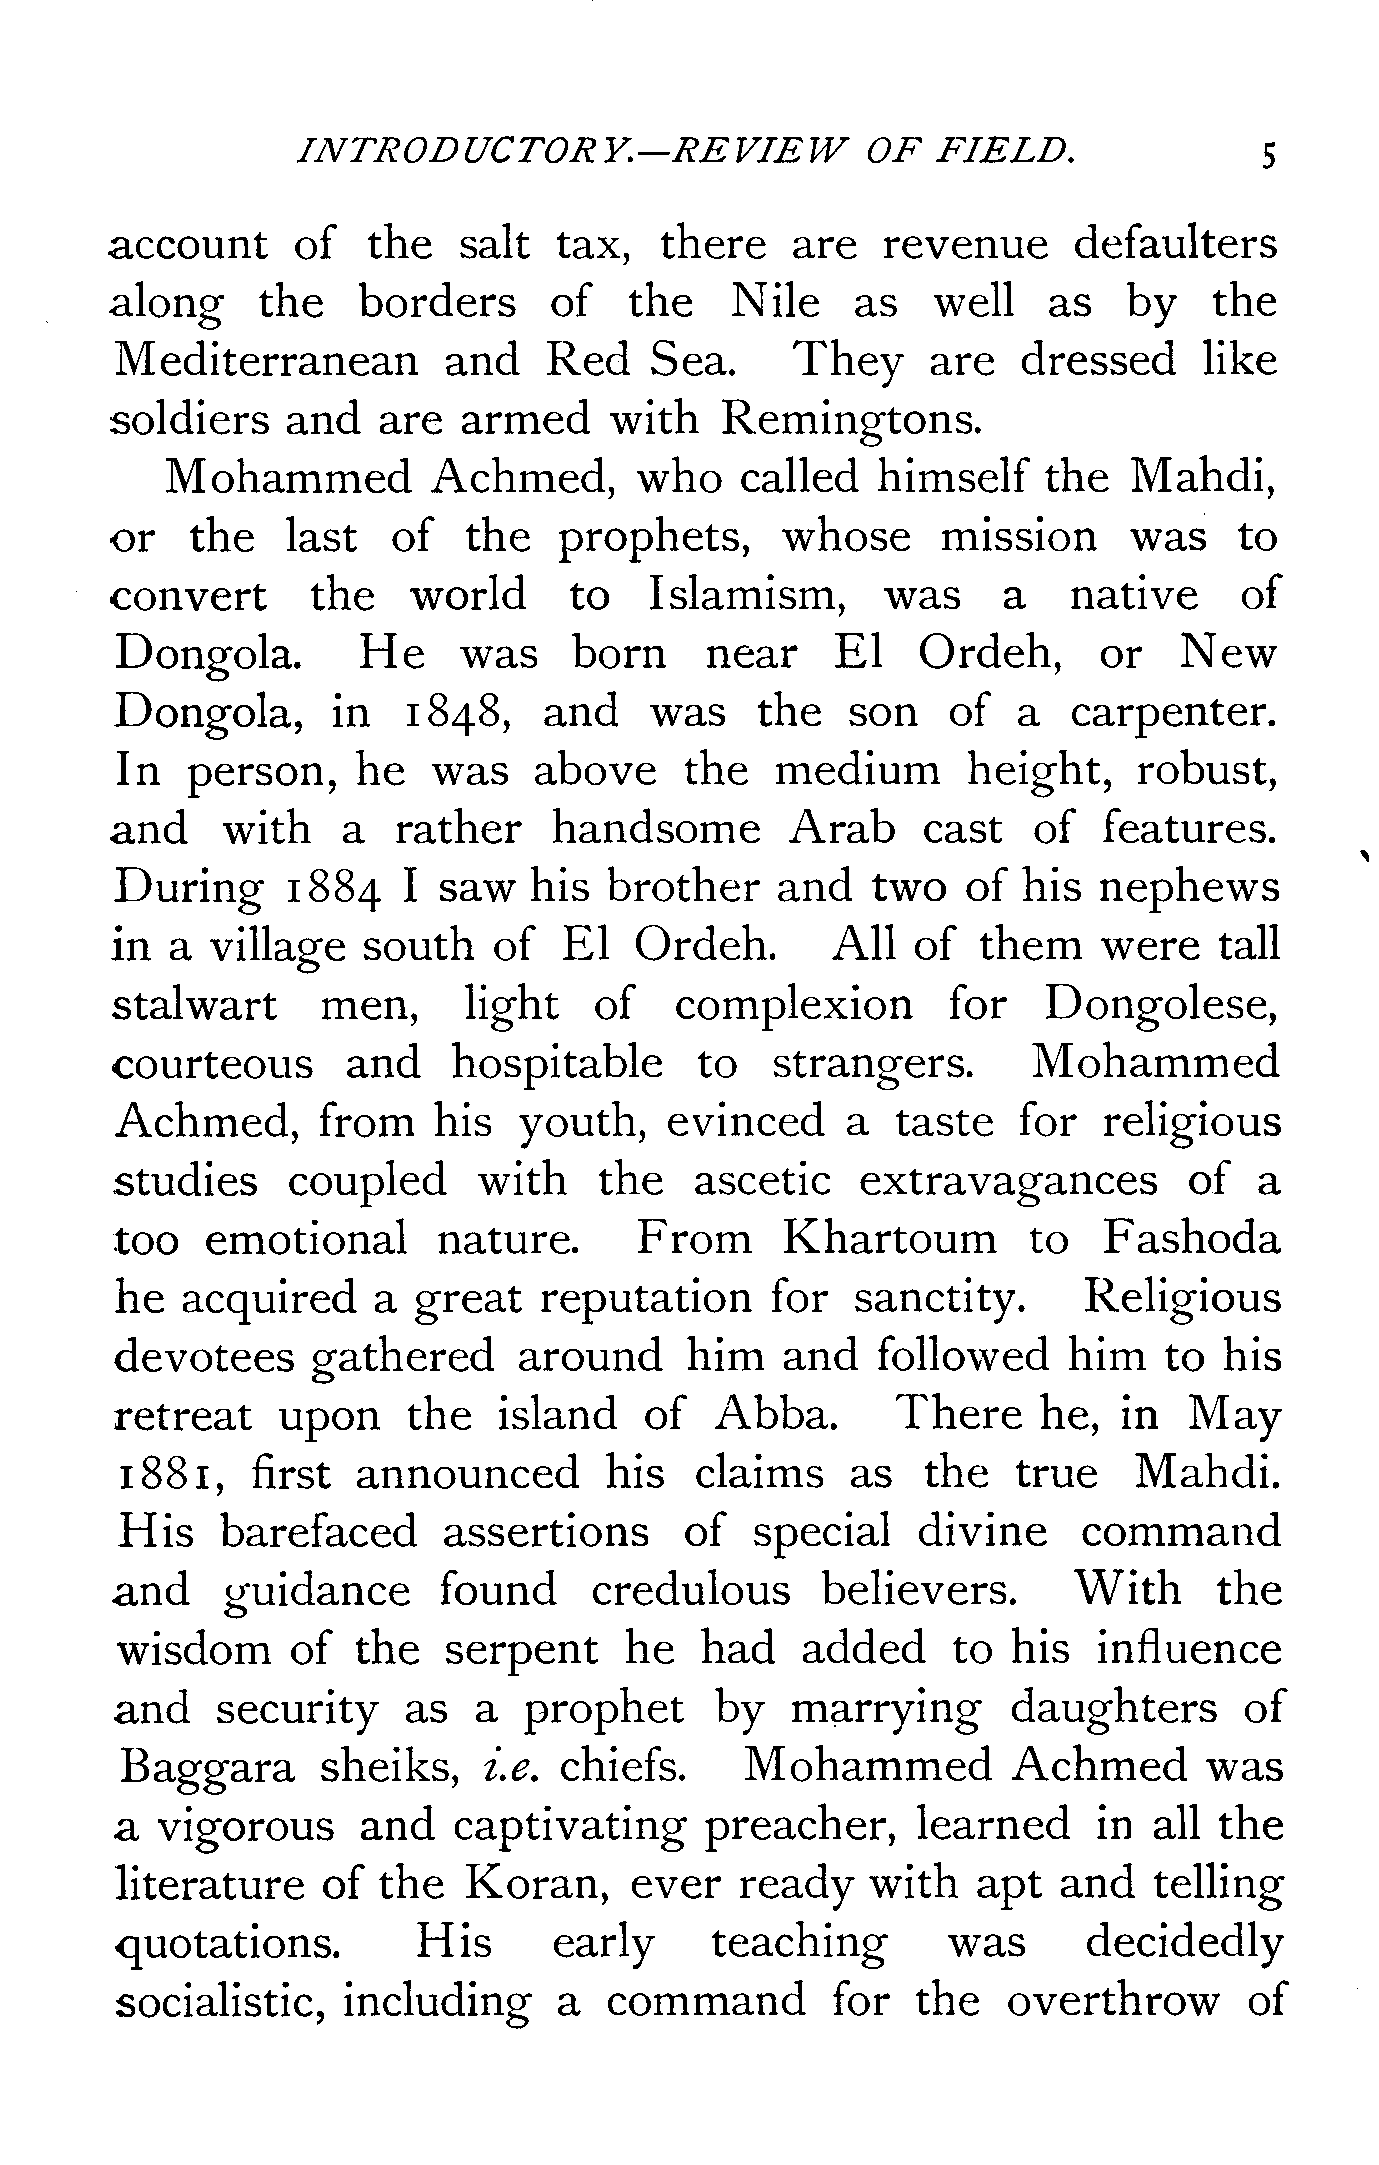 INTRODUCTORY.—REVIEW OF FIELD. 5
account of the salt tax, there are revenue defaulters
along the borders of the Nile as well as by the
Mediterranean and Red Sea. They are dressed like
soldiers and are armed with Remingtons.
Mohammed Achmed, who called himself the Mahdi,
or the last of the prophets, whose mission was to
convert the world to Islamism, was a native of
Dongola. He was born near El Ordeh, or New
Dongola, in 1848, and was the son of a carpenter.
In person, he was above the medium height, robust,
and with a rather handsome Arab cast of features.
During 1884 I saw his brother and two of his nephews
in a village south of El Ordeh. All of them were tall
stalwart men, light of complexion for Dongolese,
courteous and hospitable to strangers. Mohammed
Achmed, from his youth, evinced a taste for religious
studies coupled with the ascetic extravagances of a
too emotional nature. From Khartoum to Fashoda
he acquired a great reputation for sanctity. Religious
devotees gathered around him and followed him to his
retreat upon the island of Abba. There he, in May
1881, first announced his claims as the true Mahdi.
His barefaced assertions of special divine command
and guidance found credulous believers. With the
wisdom of the serpent he had added to his influence
and security as a prophet by marrying daughters of
Baggara sheiks, i.e. chiefs. Mohammed Achmed was
a vigorous and captivating preacher, learned in all the
literature of the Koran, ever ready with apt and telling
quotations. His early teaching was decidedly
socialistic, including a command for the overthrow of